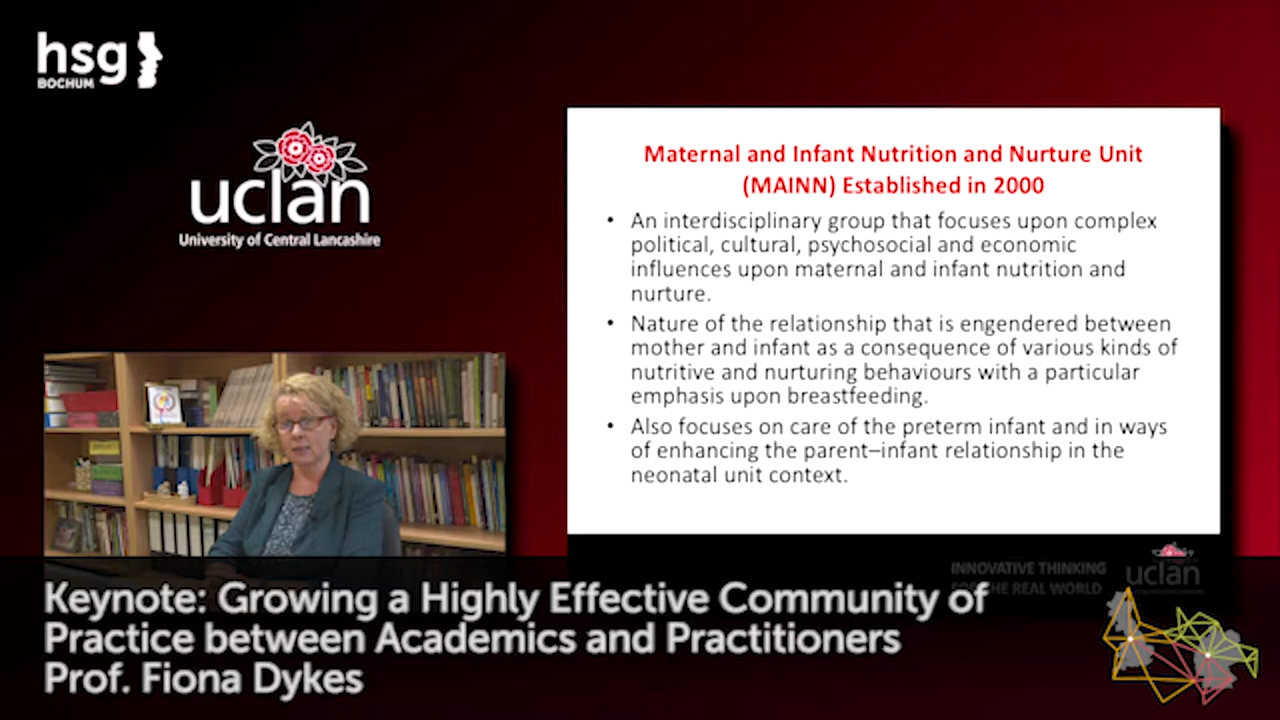 hsg
BOCHUM
uclan
University of Central Lancashire
Maternal and Infant Nutrition and Nurture Unit
(MAINN) Established in 2000
• An interdisciplinary group that focuses upon complex
political, cultural, psychosocial and economic
influences upon maternal and infant nutrition and
nurture.
• Nature of the relationship that is engendered between
mother and infant as a consequence of various kinds of
nutritive and nurturing behaviours with a particular
emphasis upon breastfeeding.
• Also focuses on care of the preterm infant and in ways
of enhancing the parent–infant relationship in the
neonatal unit context.
INNOVATIVE THINKING
FOR THE REAL WORLD
uclan
Keynote: Growing a Highly Effective Community of
Practice between Academics and Practitioners
Prof. Fiona Dykes